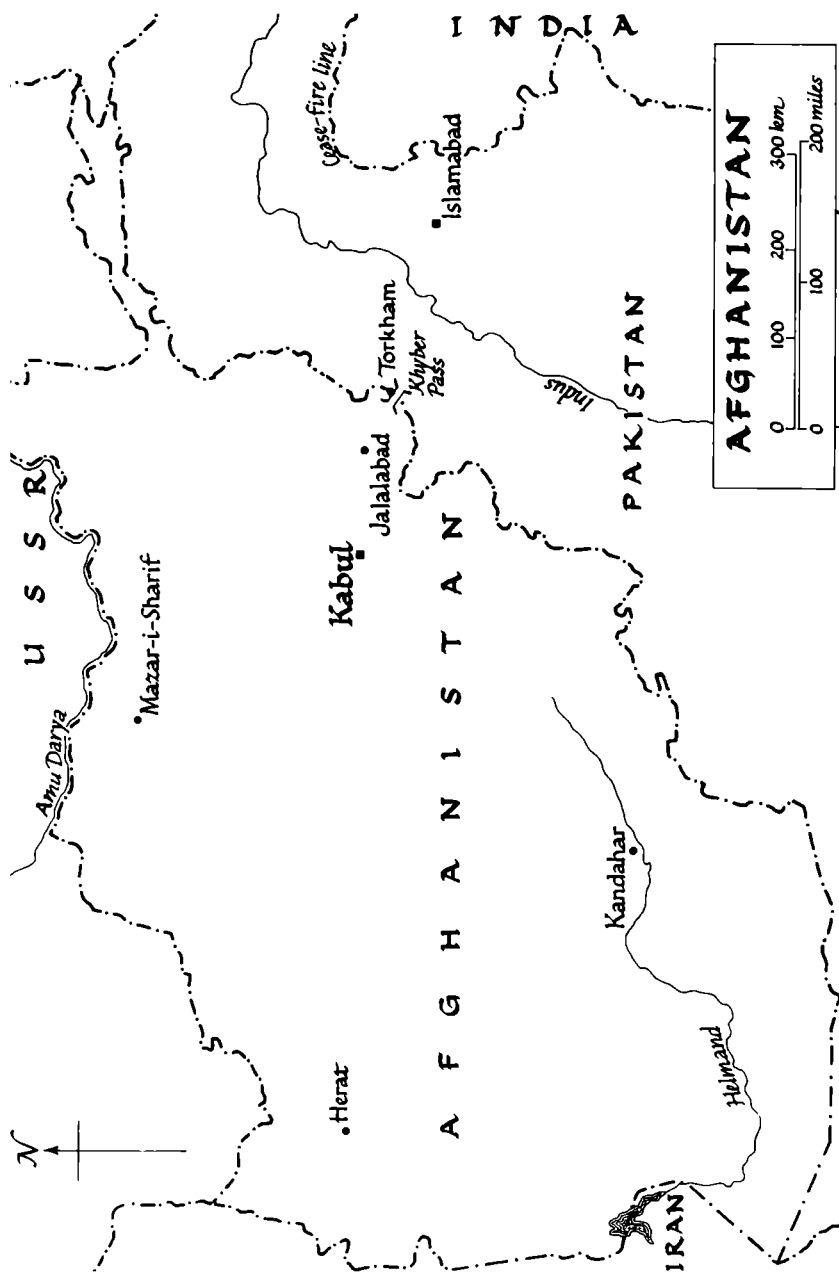 N
USSR
Amu Darya
Mazar-i-Sharif
Herat
Kabul
Jalalabad
Torkham
Khyber
Pass
Cease-fire line
Islamabad
INDIA
AFGHANISTAN
Kandahar
Helmand
IRAN
Indus
PAKISTAN
AFGHANISTAN
0 100 200 300 km
0 100 200 miles